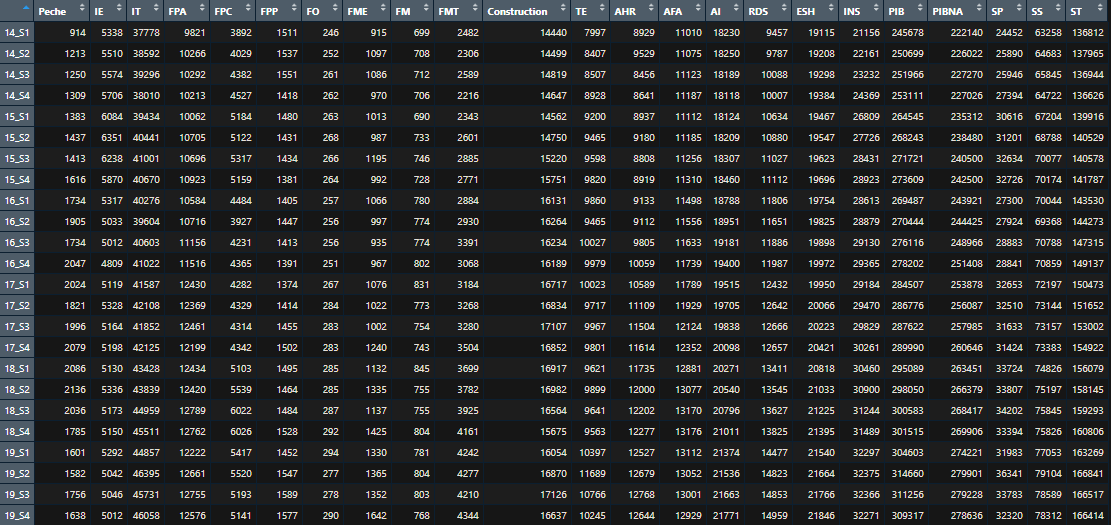 Peche IE IT FPA FPC FPP FO FME FM FMT Construction TE AHR AFA AI RDS ESH INS PIB PIBNA SP SS ST
14_S1 914 5338 37778 9821 3892 1511 246 915 699 2482 14440 7997 8929 11010 18230 9457 19115 21156 245678 222140 24452 63258 136812
14_S2 1213 5510 38592 10266 4029 1537 252 1097 708 2306 14499 8407 9529 11075 18250 9787 19208 22161 250699 226022 25890 64683 137965
14_S3 1250 5574 39296 10292 4382 1551 261 1086 712 2589 14819 8507 8456 11123 18189 10088 19298 23232 251966 227270 25946 65845 136944
14_S4 1309 5706 38010 10213 4527 1418 262 970 706 2216 14647 8928 8641 11187 18118 10007 19384 24369 253111 227026 27394 64722 136626
15_S1 1383 6084 39434 10062 5184 1480 263 1013 690 2343 14562 9200 8937 11112 18124 10634 19467 26809 264545 235312 30616 67204 139916
15_S2 1437 6351 40441 10705 5122 1431 268 987 733 2601 14750 9465 9180 11185 18209 10880 19547 27726 268243 238480 31201 68788 140529
15_S3 1413 6238 41001 10696 5317 1434 266 1195 746 2885 15220 9598 8808 11256 18307 11027 19623 28431 271721 240500 32634 70077 140578
15_S4 1616 5870 40670 10923 5159 1381 264 992 728 2771 15751 9820 8919 11310 18460 11112 19696 28923 273609 242500 32726 70174 141787
16_S1 1734 5317 40276 10584 4484 1405 257 1066 780 2884 16131 9860 9133 11498 18788 11806 19754 28613 269487 243921 27300 70044 143530
16_S2 1905 5033 39604 10716 3927 1447 256 997 774 2930 16264 9465 9112 11556 18951 11651 19825 28879 270444 244425 27924 69368 144273
16_S3 1734 5012 40603 11156 4231 1413 256 935 774 3391 16234 10027 9805 11633 19181 11886 19898 29130 276116 248966 28883 70788 147315
16_S4 2047 4809 41022 11516 4365 1391 251 967 802 3068 16189 9979 10059 11739 19400 11987 19972 29365 278202 251408 28841 70859 149137
17_S1 2024 5119 41587 12430 4282 1374 267 1076 831 3184 16717 10023 10589 11789 19515 12432 19950 29184 284507 253878 32653 72197 150473
17_S2 1821 5328 42108 12369 4329 1414 284 1022 773 3268 16834 9717 11109 11929 19705 12642 20066 29470 286776 256087 32510 73144 151652
17_S3 1996 5164 41852 12461 4314 1455 283 1002 754 3280 17107 9967 11504 12124 19838 12666 20223 29829 287622 257985 31633 73157 153002
17_S4 2079 5198 42125 12199 4342 1502 283 1240 743 3504 16852 9801 11614 12352 20098 12657 20421 30261 289990 260646 31424 73383 154922
18_S1 2086 5130 43428 12434 5103 1495 285 1132 845 3699 16917 9621 11735 12881 20271 13411 20818 30460 295089 263451 33724 74826 156079
18_S2 2136 5336 43839 12420 5539 1464 285 1335 755 3782 16982 9899 12000 13077 20540 13545 21033 30900 298050 266379 33807 75197 158145
18_S3 2036 5173 44959 12789 6022 1484 287 1137 755 3925 16564 9641 12202 13170 20796 13627 21225 31244 300583 268417 34202 75845 159293
18_S4 1785 5150 45511 12762 6026 1528 292 1425 804 4161 15675 9563 12277 13176 21011 13825 21395 31489 301515 269906 33394 75826 160806
19_S1 1601 5292 44857 12222 5417 1452 294 1330 781 4242 16054 10397 12527 13112 21374 14477 21540 32297 304603 274221 31983 77053 163269
19_S2 1582 5042 46395 12661 5520 1547 277 1365 804 4277 16870 11689 12679 13052 21536 14823 21664 32375 314660 279901 36341 79104 166841
19_S3 1756 5046 45731 12755 5193 1589 278 1352 803 4210 17126 10766 12768 13001 21663 14853 21766 32366 311256 279228 33783 78589 166517
19_S4 1638 5012 46058 12576 5141 1577 290 1642 768 4344 16637 10245 12644 12929 21771 14959 21846 32271 309317 278636 32320 78312 166414